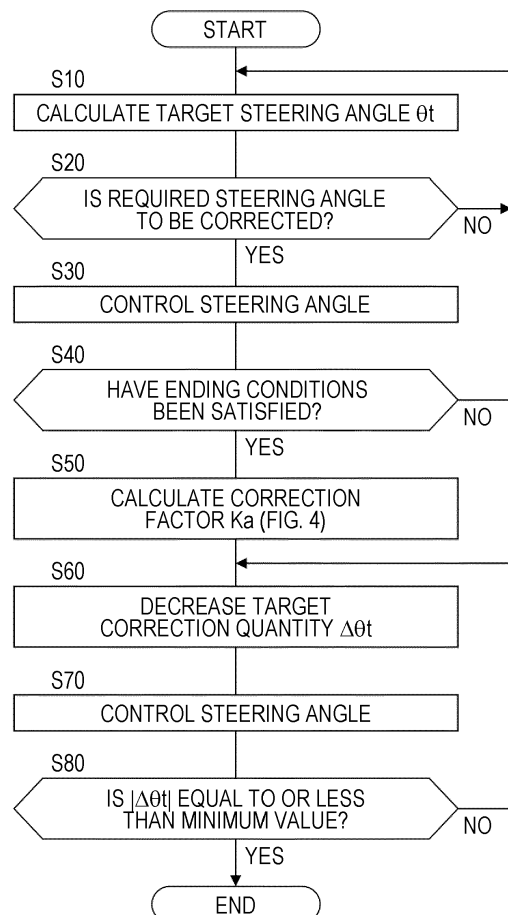 START
S10
CALCULATE TARGET STEERING ANGLE θt
S20
IS REQUIRED STEERING ANGLE
TO BE CORRECTED?
NO
YES
S30
CONTROL STEERING ANGLE
S40
HAVE ENDING CONDITIONS
BEEN SATISFIED?
NO
YES
S50
CALCULATE CORRECTION
FACTOR Ka (FIG. 4)
S60
DECREASE TARGET
CORRECTION QUANTITY Δθt
S70
CONTROL STEERING ANGLE
S80
IS |Δθt| EQUAL TO OR LESS
THAN MINIMUM VALUE?
NO
YES
END